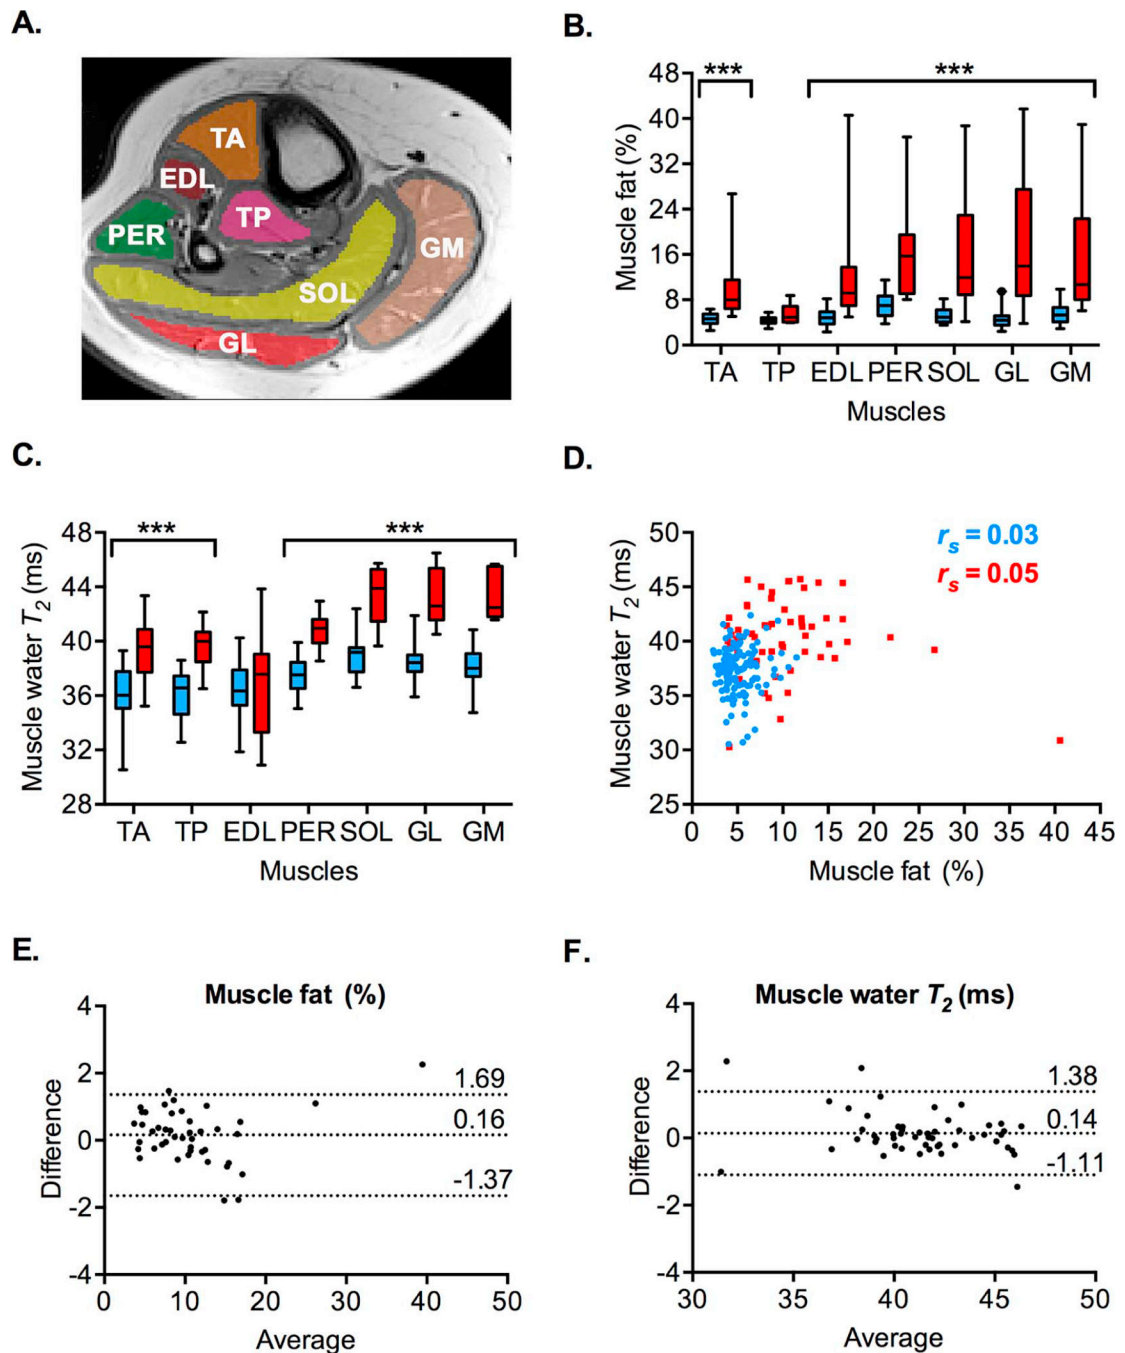 A.
TA
EDL
TP
PER
GM
SOL
GL
B.
Muscle fat (%)
48
40
32
24
16
8
0
*** ***
TA TP EDL PER SOL GL GM
Muscles
C.
Muscle water T2 (ms)
48
44
40
36
32
28
*** ***
TA TP EDL PER SOL GL GM
Muscles
D.
Muscle water T2 (ms)
50
45
40
35
30
25
rs = 0.03
rs = 0.05
0 5 10 15 20 25 30 35 40 45
Muscle fat (%)
E.
Muscle fat (%)
Difference
4
2
0
-2
-4
1.69
0.16
-1.37
0 10 20 30 40 50
Average
F.
Muscle water T2 (ms)
Difference
4
2
0
-2
-4
1.38
0.14
-1.11
30 35 40 45 50
Average